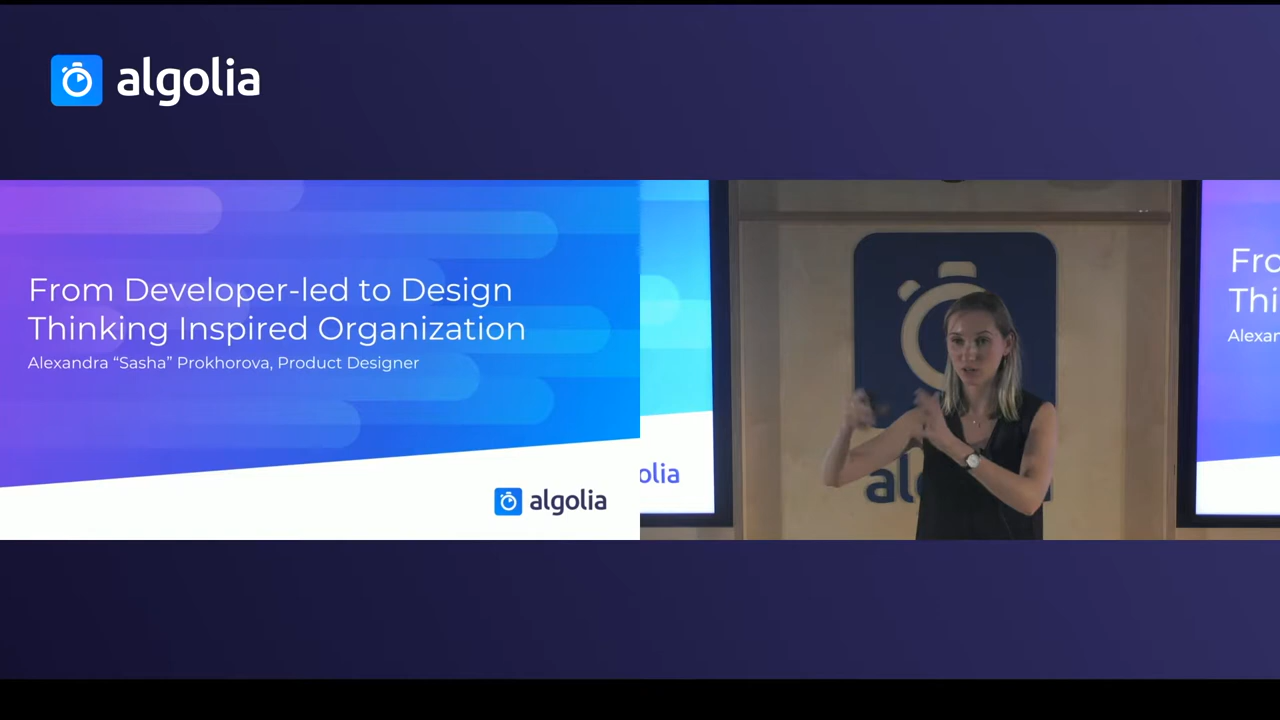 algolia
From Developer-led to Design
Thinking Inspired Organization
Alexandra “Sasha” Prokhorova, Product Designer
algolia
olia
alg
Fro
Thi
Alexan